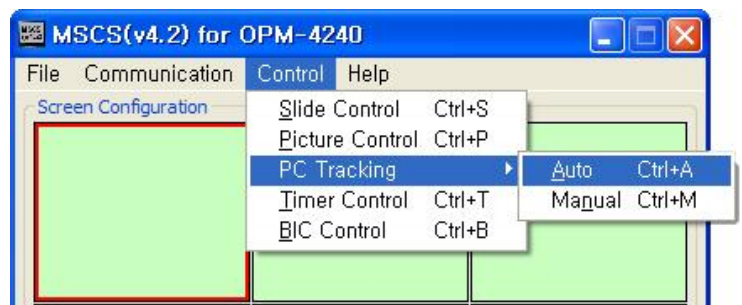 MSCS(v4.2) for OPM-4240
File Communication Control Help
Screen Configuration
Slide Control Ctrl+S
Picture Control Ctrl+P
PC Tracking
Auto Ctrl+A
Timer Control Ctrl+T
Manual Ctrl+M
BIC Control Ctrl+B